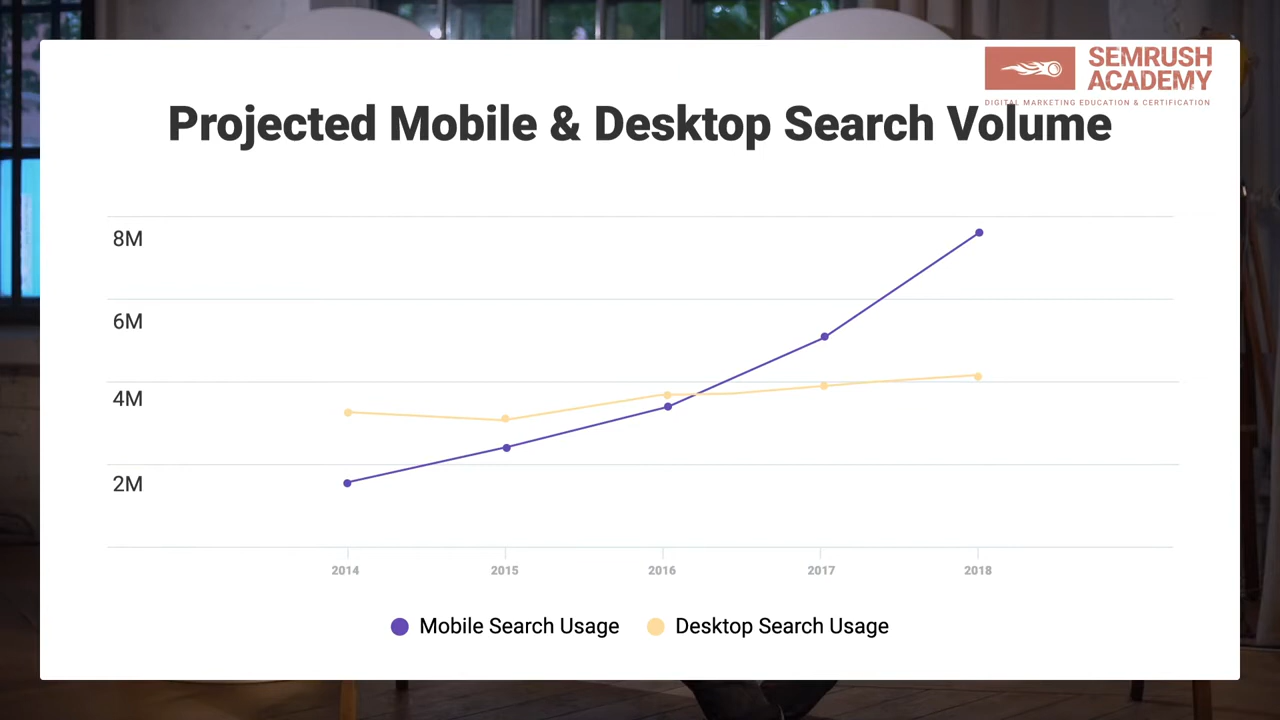 SEMRUSH
ACADEMY
DIGITAL MARKETING EDUCATION & CERTIFICATION
Projected Mobile & Desktop Search Volume
8M
6M
4M
2M
2014 2015 2016 2017 2018
Mobile Search Usage Desktop Search Usage